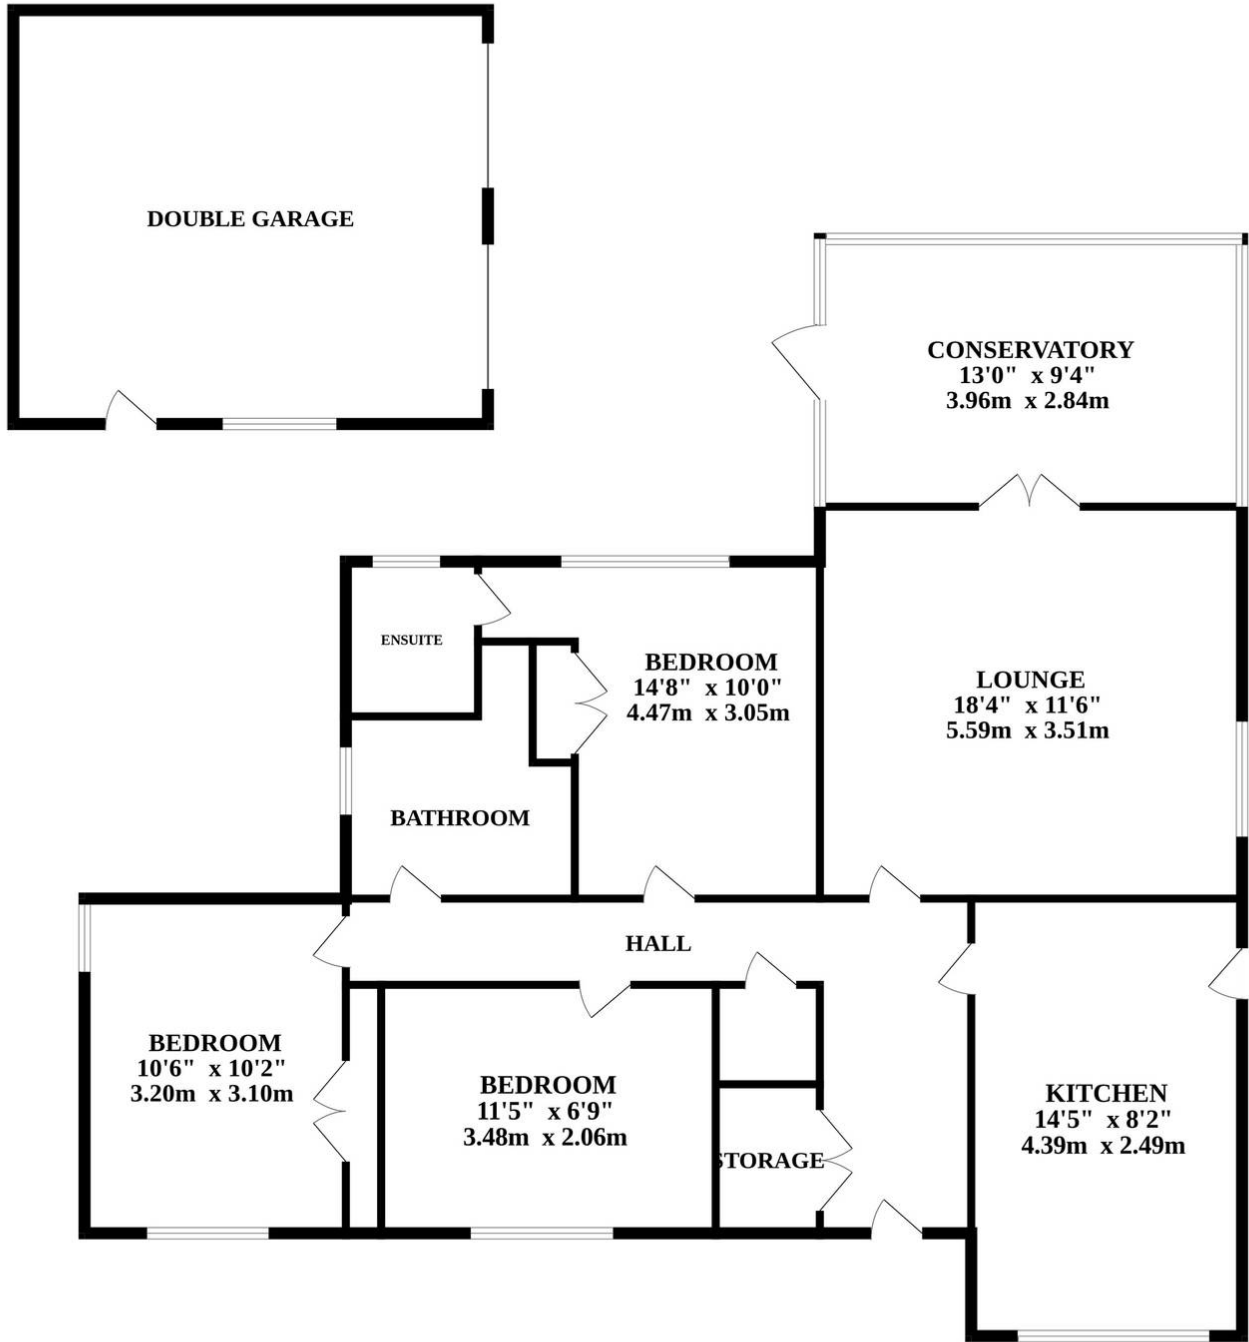 DOUBLE GARAGE
CONSERVATORY
13'0" x 9'4"
3.96m x 2.84m
ENSUITE
BEDROOM
14'8" x 10'0"
4.47m x 3.05m
LOUNGE
18'4" x 11'6"
5.59m x 3.51m
BATHROOM
HALL
BEDROOM
10'6" x 10'2"
3.20m x 3.10m
BEDROOM
11'5" x 6'9"
3.48m x 2.06m
STORAGE
KITCHEN
14'5" x 8'2"
4.39m x 2.49m